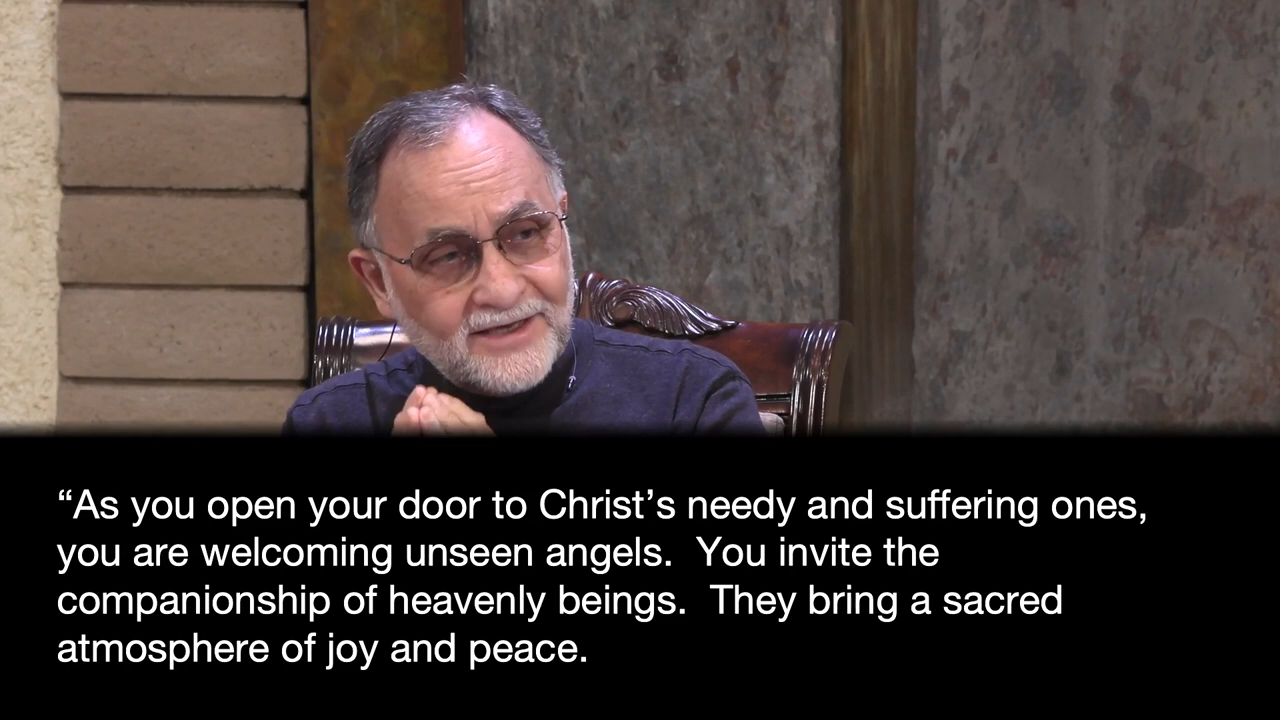 “As you open your door to Christ’s needy and suffering ones,
you are welcoming unseen angels.  You invite the
companionship of heavenly beings.  They bring a sacred
atmosphere of joy and peace.